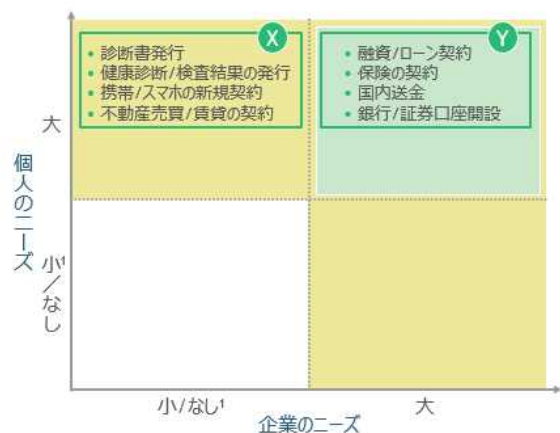 X
• 診断書発行
• 健康診断/検査結果の発行
• 携帯/スマホの新規契約
• 不動産売買/賃貸の契約
Y
• 融資/ローン契約
• 保険の契約
• 国内送金
• 銀行/証券口座開設
大
個人のニーズ
小¹/なし
小/なし¹
大
企業のニーズ